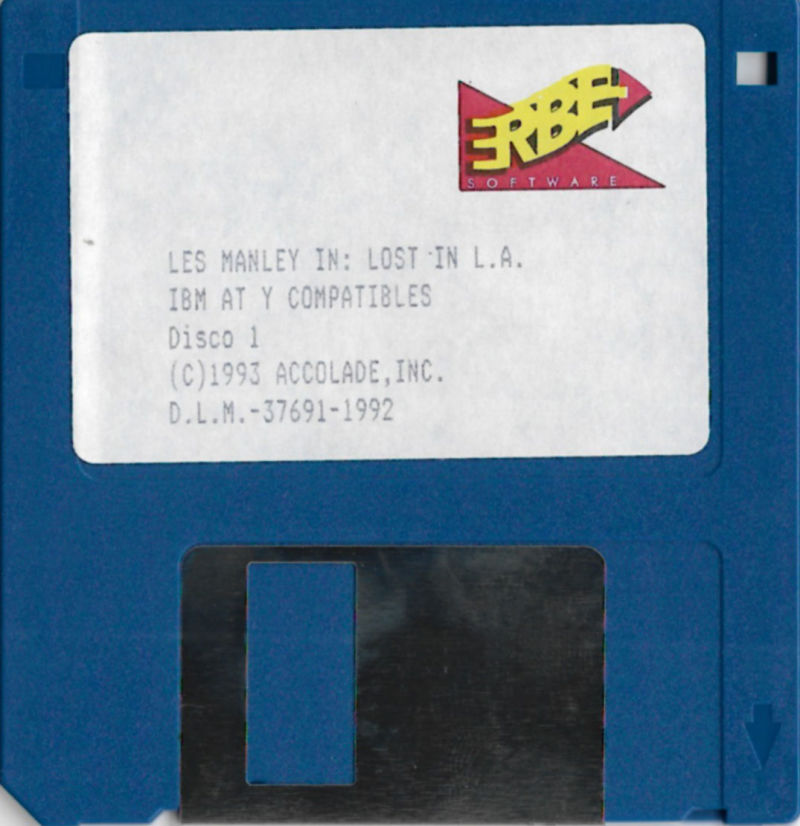 ERBE
SOFTWARE
LES MANLEY IN: LOST IN L.A.
IBM AT Y COMPATIBLES
Disco 1
(C)1993 ACCOLADE,INC.
D.L.M.-37691-1992